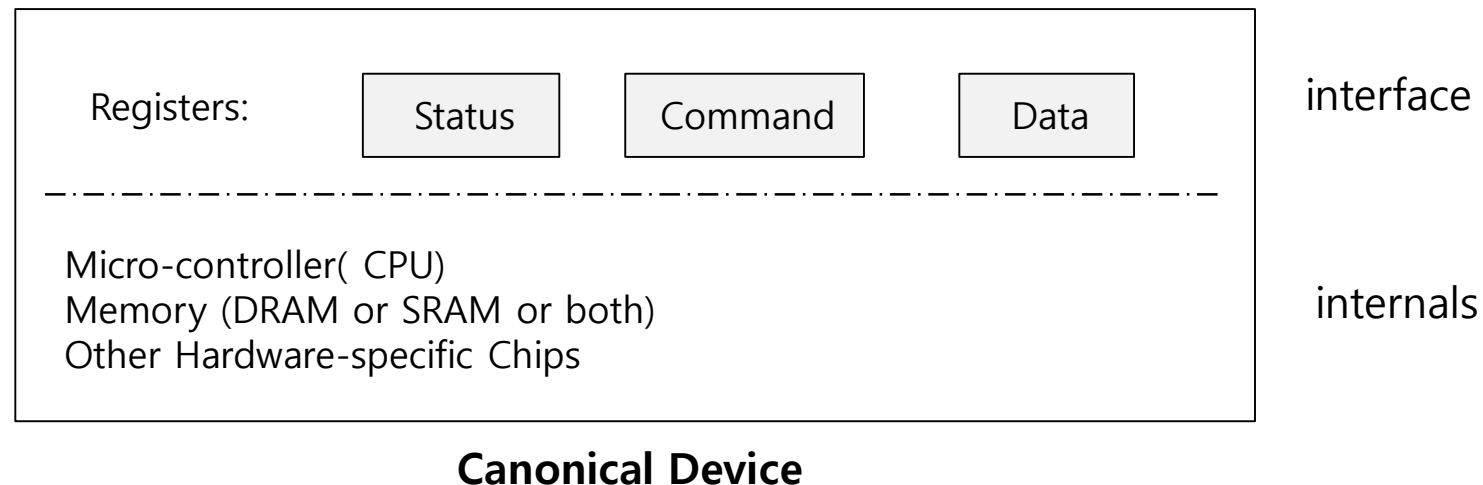 Registers: Status Command Data interface
Micro-controller( CPU)
Memory (DRAM or SRAM or both) internals
Other Hardware-specific Chips
Canonical Device